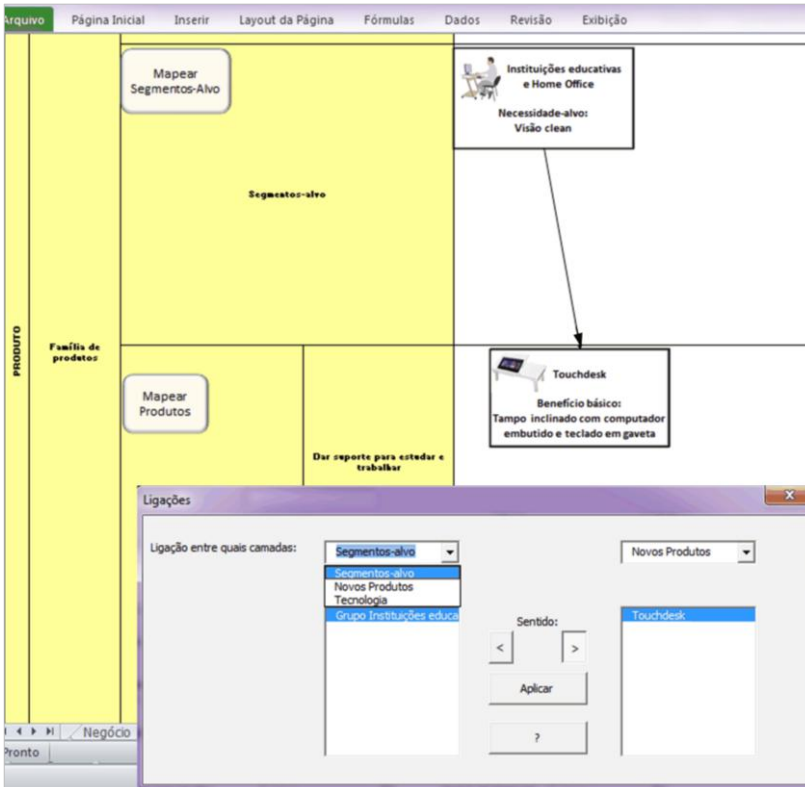 Arquivo Página Inicial Inserir Layout da Página Fórmulas Dados Revisão Exibição
Mapear
Segmentos-Alvo
Instituições educativas
e Home Office
Necessidade-alvo:
Visão clean
Segmentos-alvo
PRODUTO
Família de
produtos
Mapear
Produtos
Touchdesk
Benefício básico:
Tampo inclinado com computador
embutido e teclado em gaveta
Dar suporte para estudar e
trabalhar
Ligações
X
Ligação entre quais camadas:
Segmentos-alvo
Novos Produtos
Segmentos-alvo
Novos Produtos
Tecnologia
Grupo Instituições educa
Sentido:
Touchdesk
< >
Aplicar
?
Negócio
Pronto